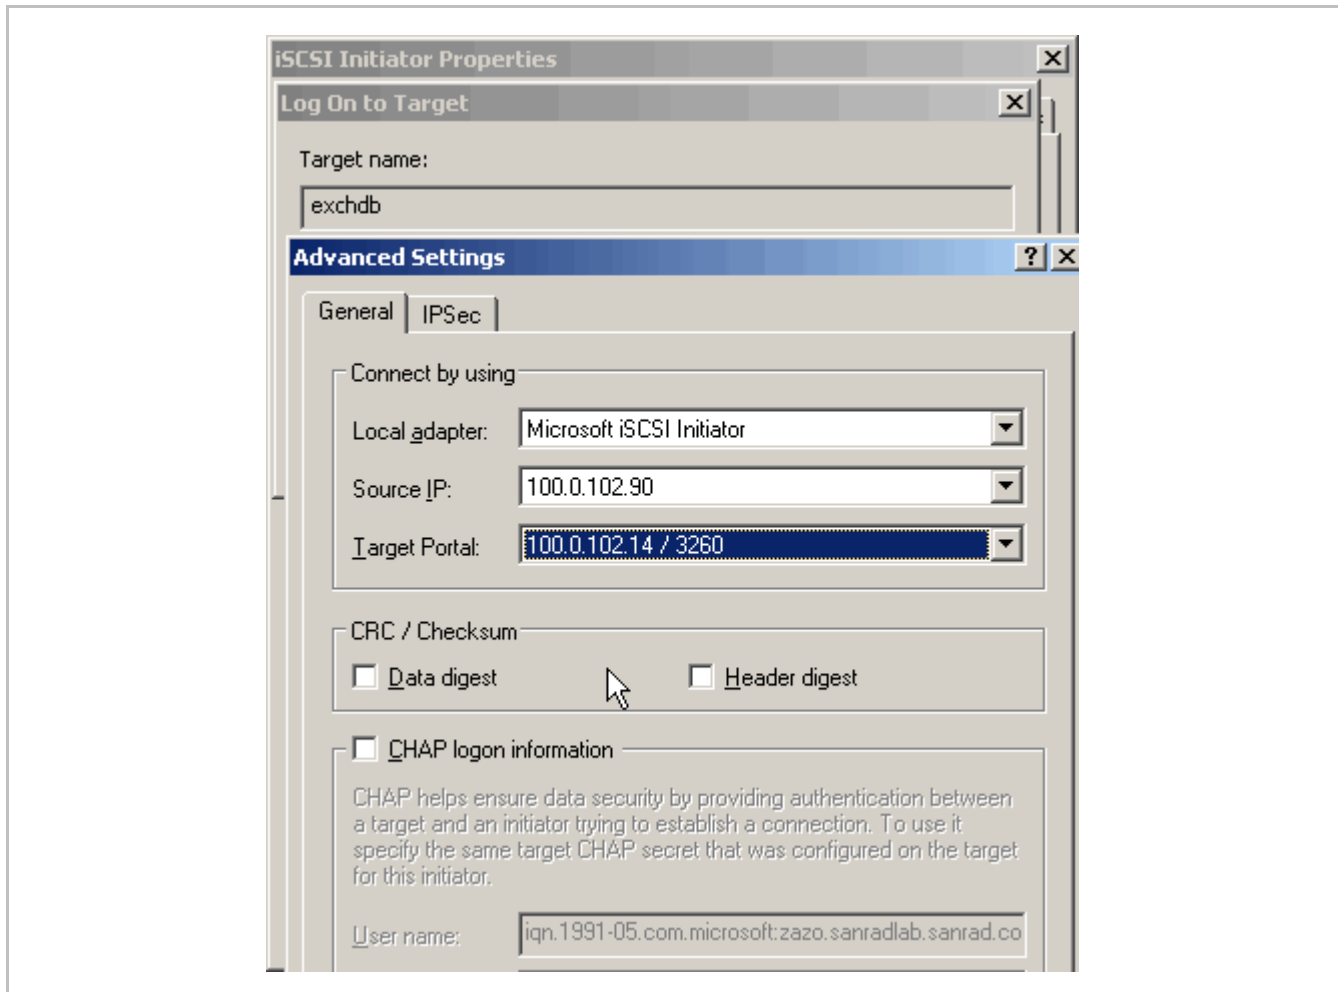 iSCSI Initiator Properties
Log On to Target
Target name:
exchdb
Advanced Settings
General IPSec
Connect by using
Local adapter: Microsoft iSCSI Initiator
Source IP: 100.0.102.90
Target Portal: 100.0.102.14 / 3260
CRC / Checksum
Data digest Header digest
CHAP logon information
CHAP helps ensure data security by providing authentication between
a target and an initiator trying to establish a connection. To use it
specify the same target CHAP secret that was configured on the target
for this initiator.
User name: iqn.1991-05.com.microsoft:zazo.sanradlab.sanrad.co